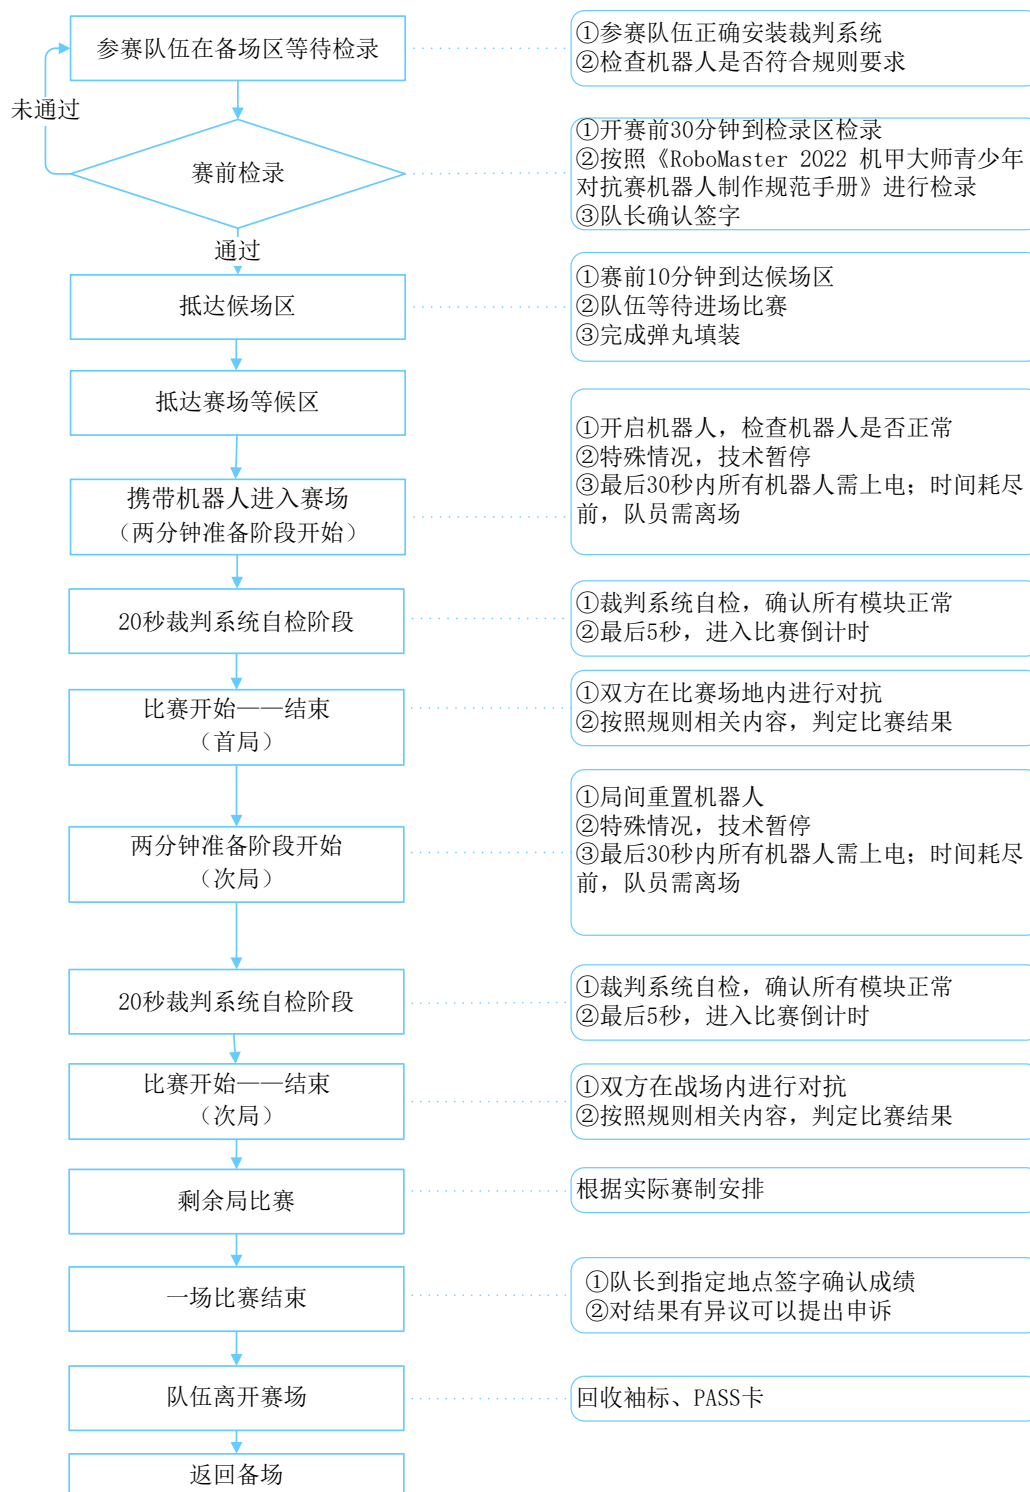 参赛队伍在备场区等待检录
①参赛队伍正确安装裁判系统
②检查机器人是否符合规则要求
未通过
赛前检录
①开赛前30分钟到检录区检录
②按照《RoboMaster 2022 机甲大师青少年
对抗赛机器人制作规范手册》进行检录
③队长确认签字
通过
抵达候场区
①赛前10分钟到达候场区
②队伍等待进场比赛
③完成弹丸填装
抵达赛场等候区
携带机器人进入赛场
（两分钟准备阶段开始）
①开启机器人，检查机器人是否正常
②特殊情况，技术暂停
③最后30秒内所有机器人需上电；时间耗尽
前，队员需离场
20秒裁判系统自检阶段
①裁判系统自检，确认所有模块正常
②最后5秒，进入比赛倒计时
比赛开始——结束
（首局）
①双方在比赛场地内进行对抗
②按照规则相关内容，判定比赛结果
两分钟准备阶段开始
（次局）
①局间重置机器人
②特殊情况，技术暂停
③最后30秒内所有机器人需上电；时间耗尽
前，队员需离场
20秒裁判系统自检阶段
①裁判系统自检，确认所有模块正常
②最后5秒，进入比赛倒计时
比赛开始——结束
（次局）
①双方在战场内进行对抗
②按照规则相关内容，判定比赛结果
剩余局比赛
根据实际赛制安排
一场比赛结束
①队长到指定地点签字确认成绩
②对结果有异议可以提出申诉
队伍离开赛场
回收袖标、PASS卡
返回备场